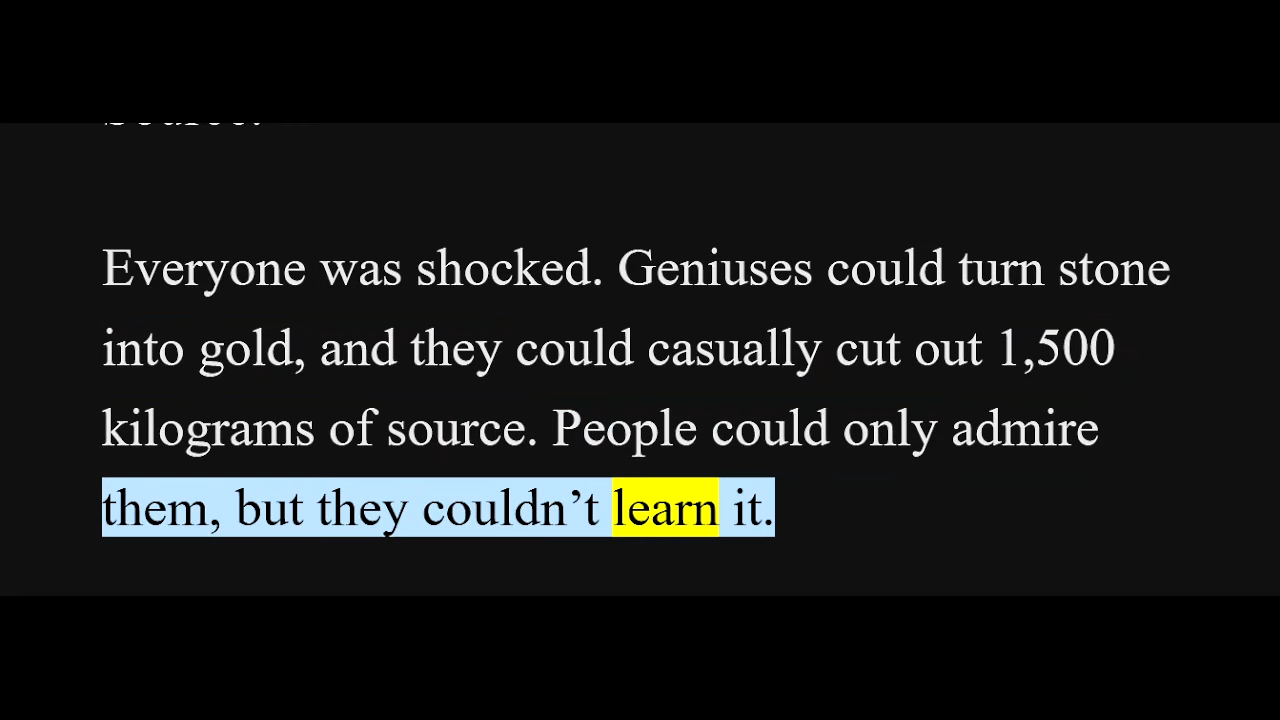 Everyone was shocked. Geniuses could turn stone
into gold, and they could casually cut out 1,500
kilograms of source. People could only admire
them, but they couldn’t learn it.